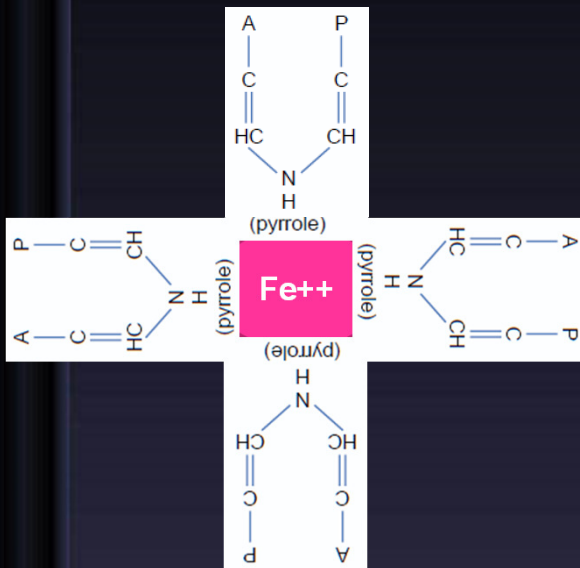 A P
C C
HC CH
N
H
(pyrrole)
P C CH
N H
A C HC
(pyrrole)
Fe++
(pyrrole)
HC C A
H N
CH C P
(pyrrole)
H
N
CH HC
C C
P A